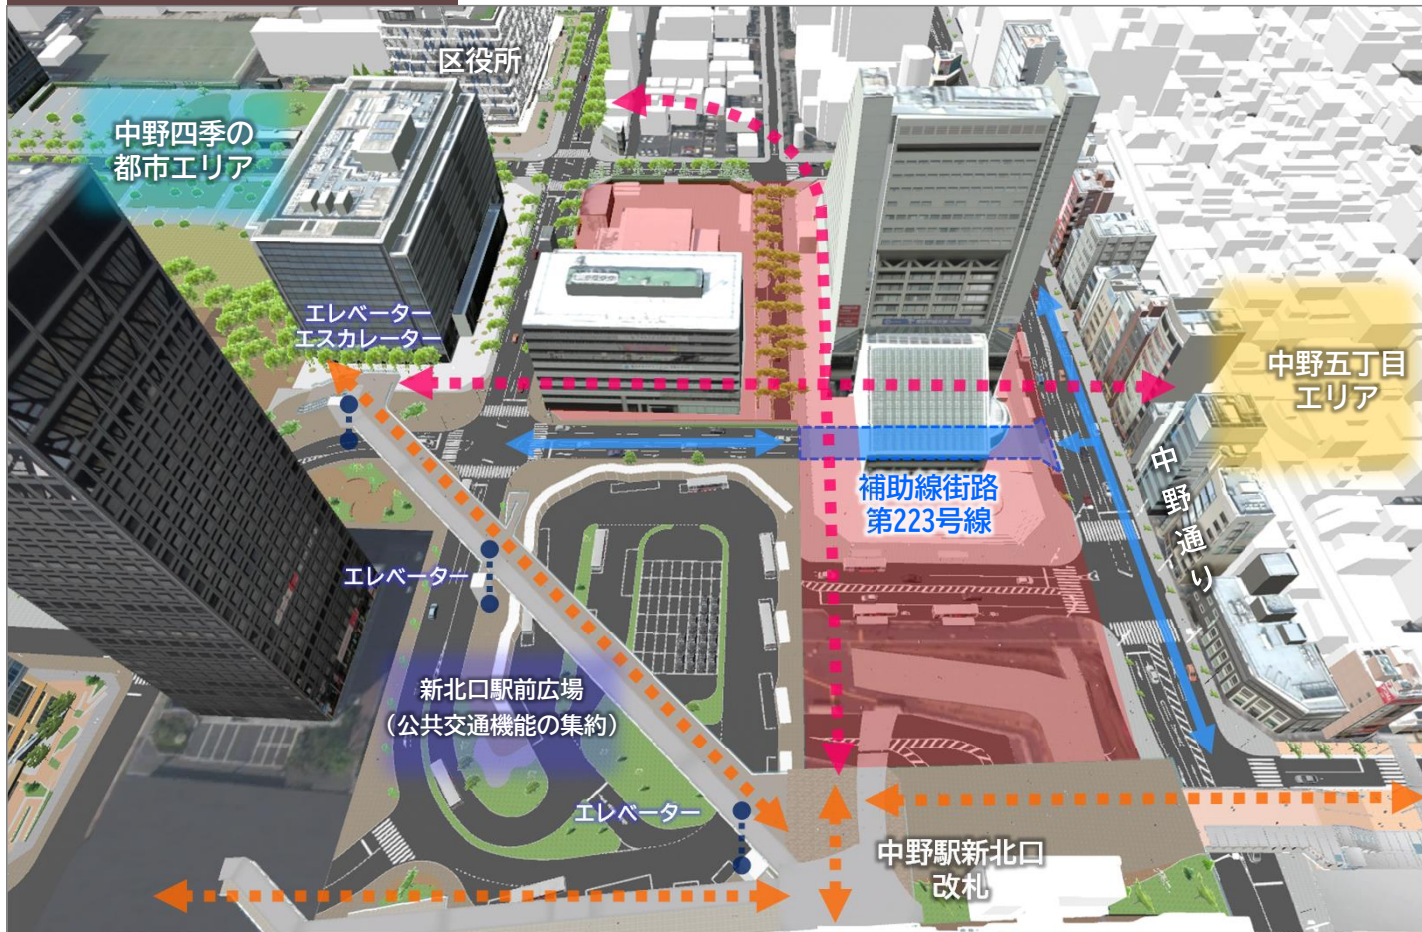 区役所
中野四季の
都市エリア
エレベーター
エスカレーター
中野五丁目
エリア
中野通り
補助線街路
第223号線
エレベーター
新北口駅前広場
（公共交通機能の集約）
エレベーター
中野駅新北口
改札